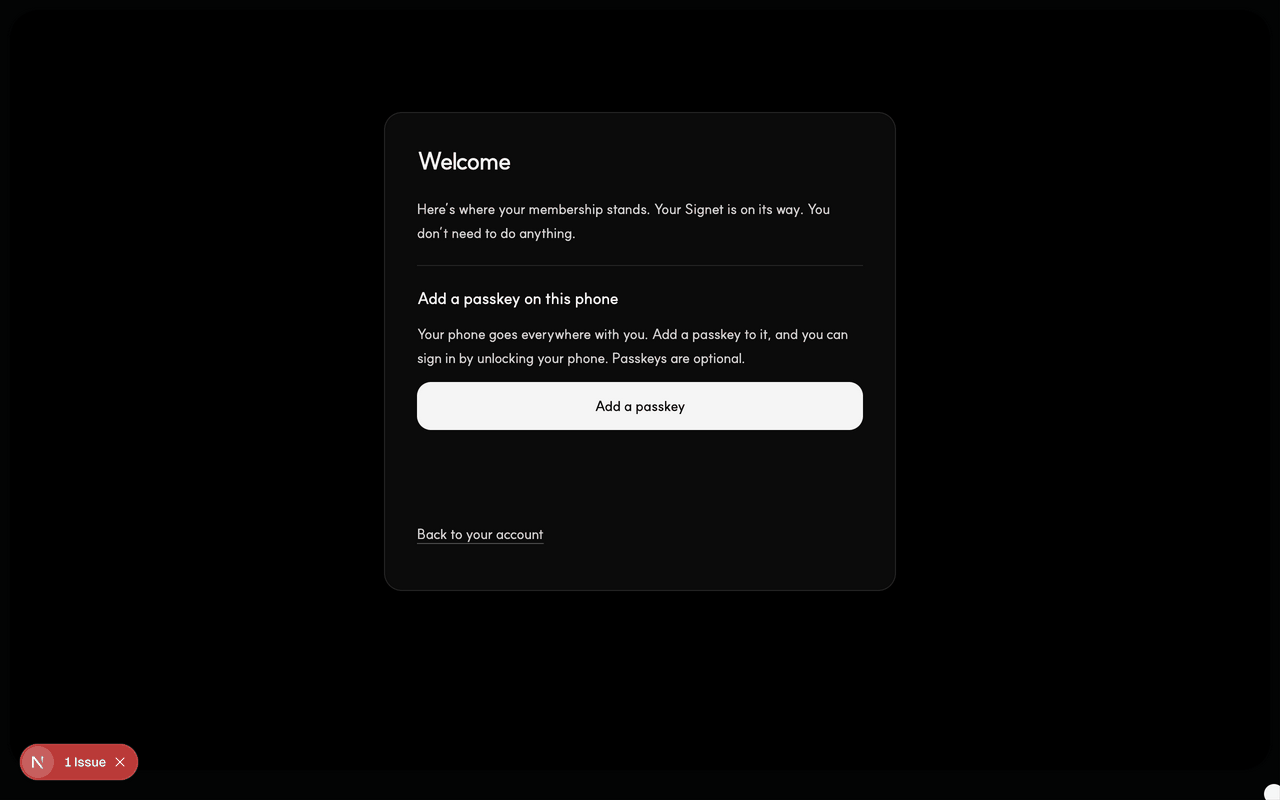 Welcome
Here's where your membership stands. Your Signet is on its way. You
don't need to do anything.
Add a passkey on this phone
Your phone goes everywhere with you. Add a passkey to it, and you can
sign in by unlocking your phone. Passkeys are optional.
Add a passkey
Back to your account
N 1 Issue